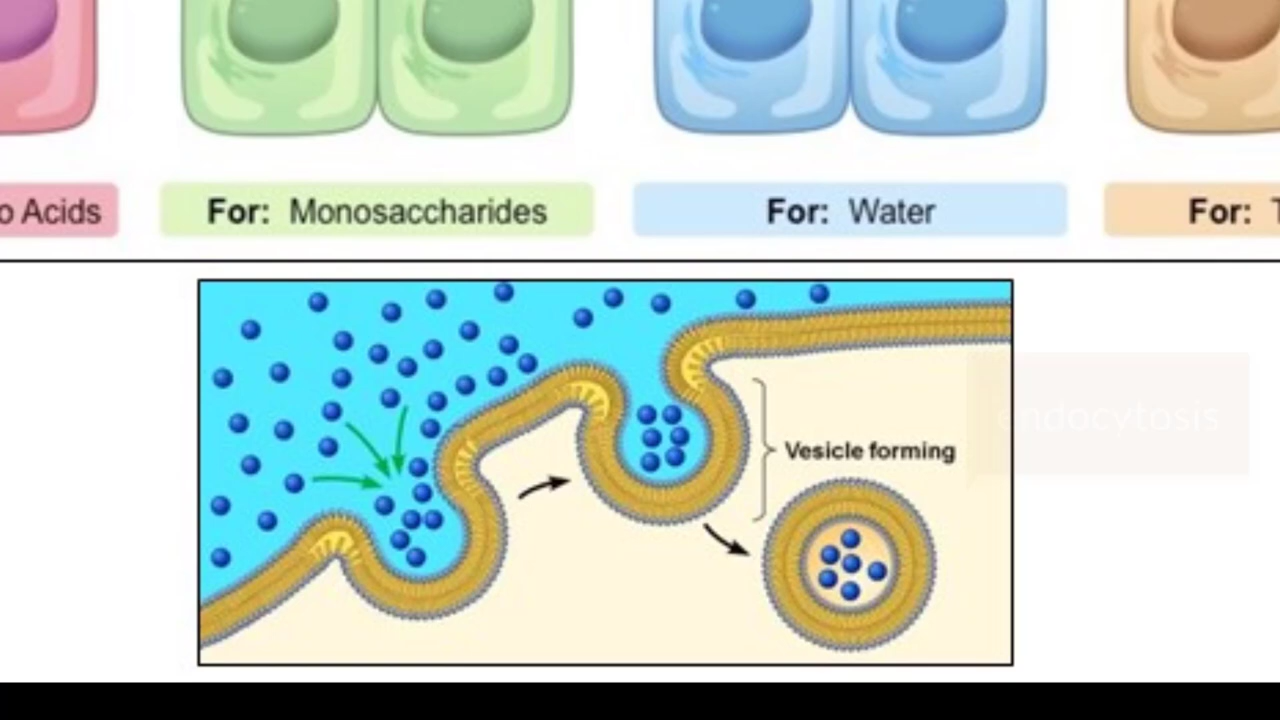 o Acids
For: Monosaccharides
For: Water
For: T
endocytosis
Vesicle forming